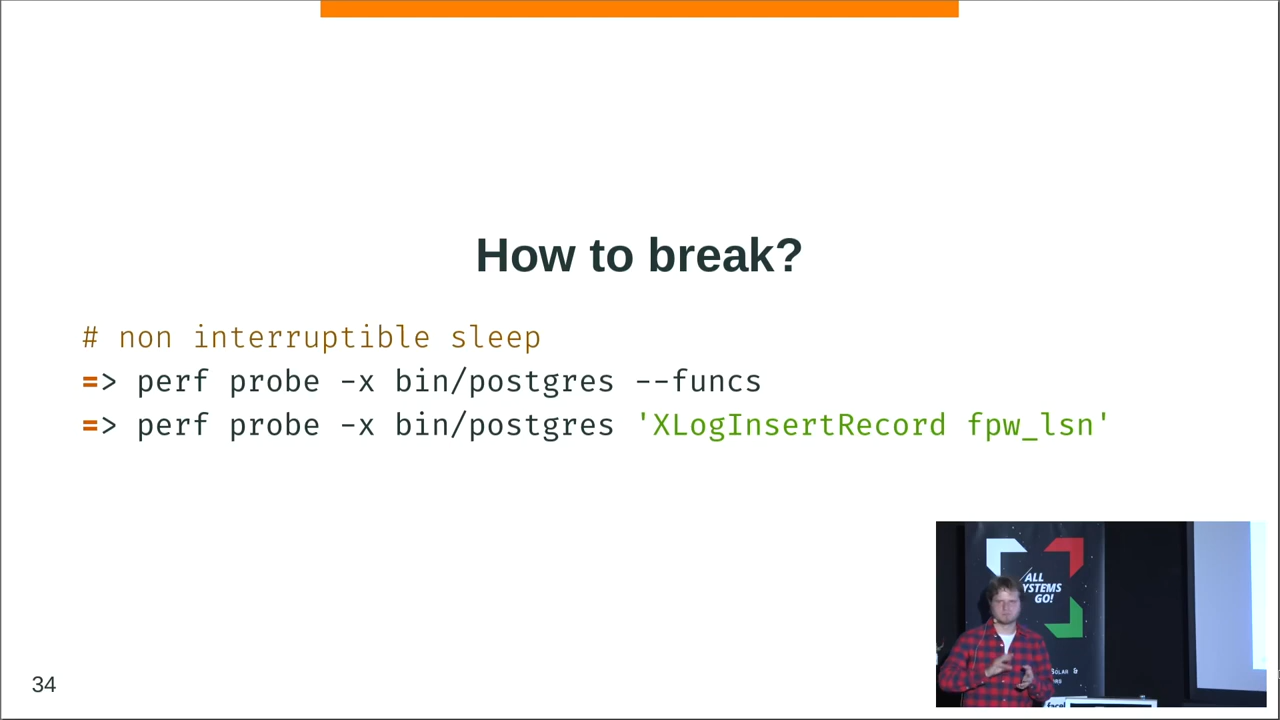 How to break?
# non interruptible sleep
=> perf probe -x bin/postgres --funcs
=> perf probe -x bin/postgres 'XLogInsertRecord fpw_lsn'
ALL
SYSTEMS
GO!
34